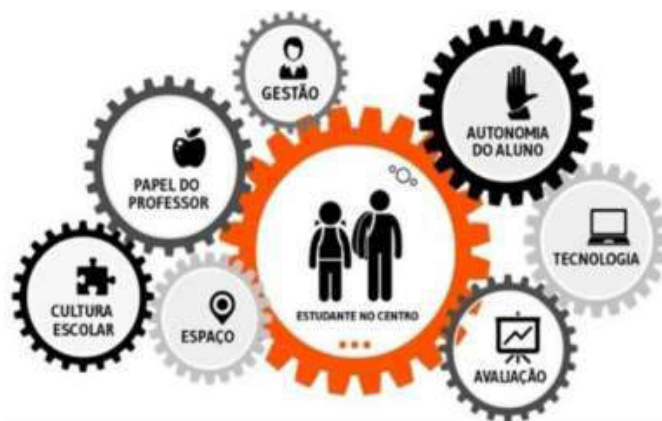 GESTÃO
AUTONOMIA
DO ALUNO
PAPEL DO
PROFESSOR
TECNOLOGIA
CULTURA
ESCOLAR
ESPAÇO
ESTUDANTE NO CENTRO
AVALIAÇÃO